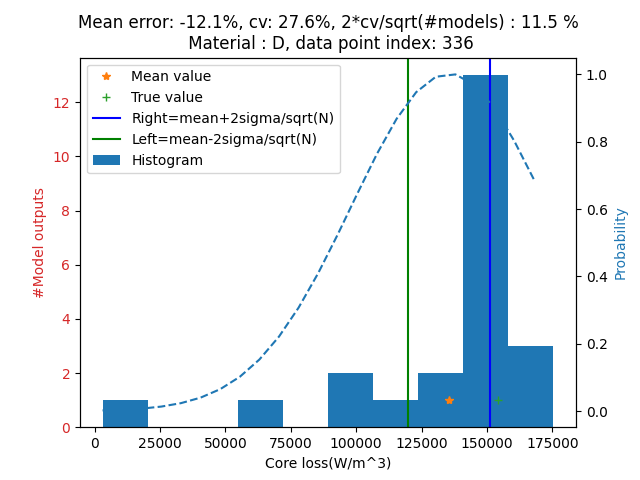 Mean error: -12.1%, cv: 27.6%, 2*cv/sqrt(#models) : 11.5 %
Material : D, data point index: 336
Mean value
True value
Right=mean+2sigma/sqrt(N)
Left=mean-2sigma/sqrt(N)
Histogram
#Model outputs
12
10
8
6
4
2
0
1.0
0.8
0.6
0.4
0.2
0.0
Probability
0 25000 50000 75000 100000 125000 150000 175000
Core loss(W/m^3)